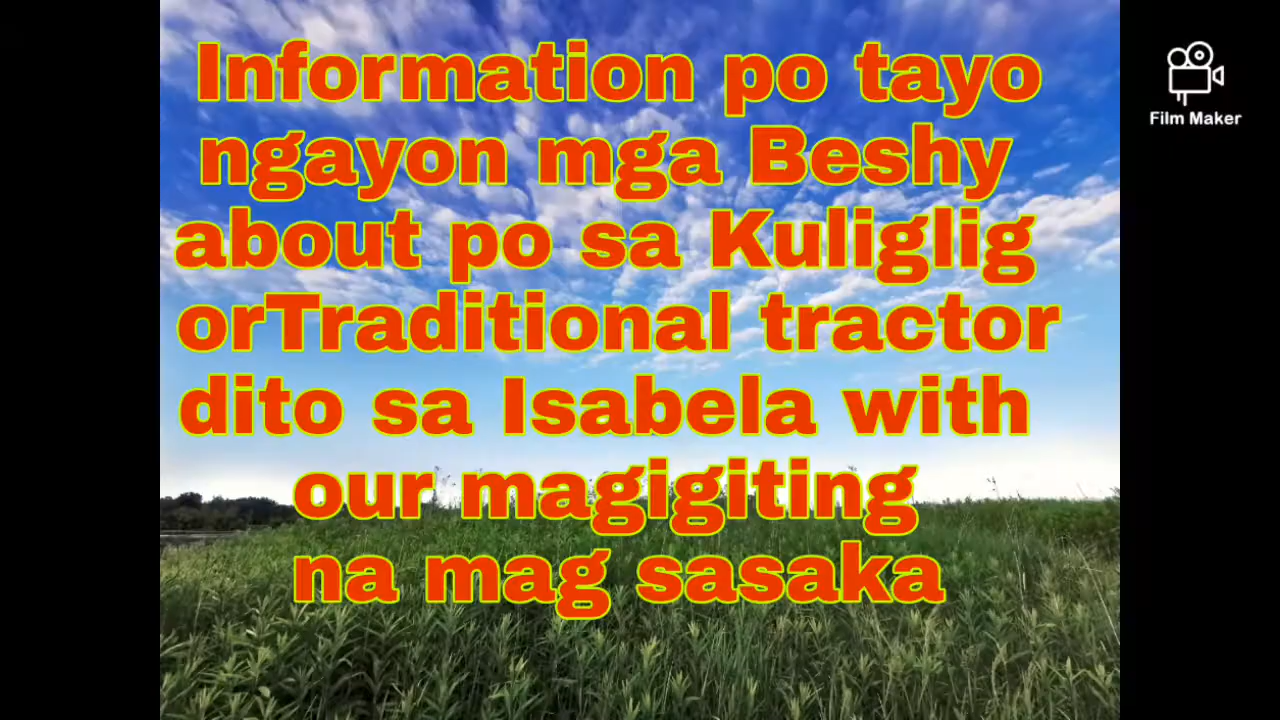 Information po tayo
ngayon mga Beshy
about po sa Kuliglig
orTraditional tractor
dito sa Isabela with
our magigiting
na mag sasaka
Film Maker